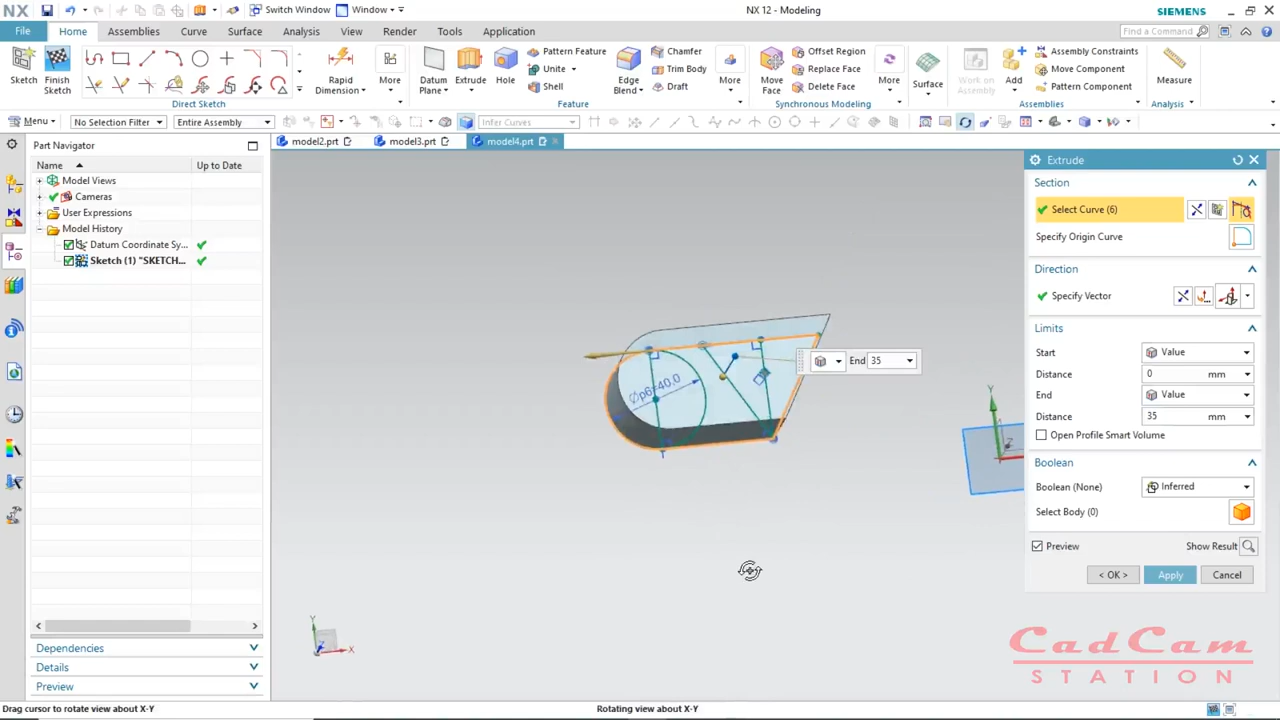 NX Switch Window Window NX 12 - Modeling SIEMENS
File Home Assemblies Curve Surface Analysis View Render Tools Application Find a Command
Sketch Finish Sketch Rapid Dimension More Datum Plane Extrude Hole Pattern Feature Unite Shell Edge Blend Chamfer Trim Body Draft More Move Face Offset Region Replace Face Delete Face More Surface Work on Assembly Add Assembly Constraints Move Component Pattern Component Measure
Direct Sketch Feature Synchronous Modeling Assemblies Analysis
Menu No Selection Filter Entire Assembly Infer Curves
Part Navigator model2.prt model3.prt model4.prt
Name Up to Date
Model Views
Cameras
User Expressions
Model History
Datum Coordinate Sy...
Sketch (1) "SKETCH...
Dependencies
Details
Preview
Øp6=40,0
End 35
Y
Z
Y
X
Extrude
Section
Select Curve (6)
Specify Origin Curve
Direction
Specify Vector
Limits
Start Value
Distance 0 mm
End Value
Distance 35 mm
Open Profile Smart Volume
Boolean
Boolean (None) Inferred
Select Body (0)
Preview Show Result
< OK > Apply Cancel
CadCam
STATION
Drag cursor to rotate view about X-Y Rotating view about X-Y